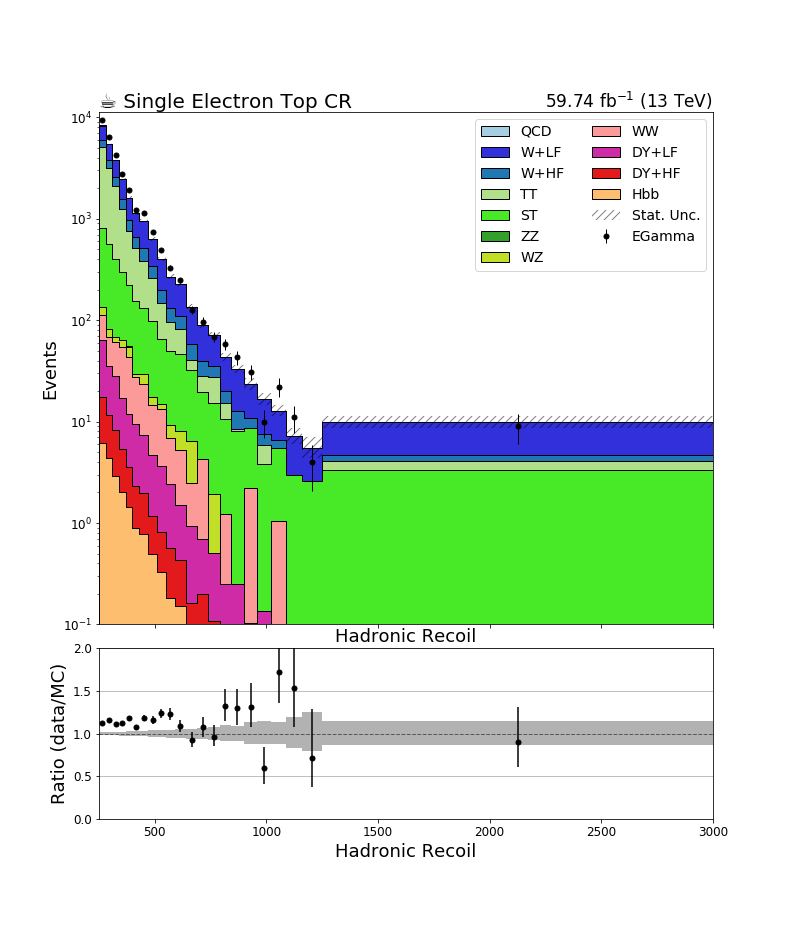 ☕ Single Electron Top CR
59.74 fb⁻¹ (13 TeV)
QCD
W+LF
W+HF
TT
ST
ZZ
WZ
WW
DY+LF
DY+HF
Hbb
Stat. Unc.
EGamma
Events
10⁴
10³
10²
10¹
10⁰
10⁻¹
Hadronic Recoil
Ratio (data/MC)
2.0
1.5
1.0
0.5
0.0
500
1000
1500
2000
2500
3000
Hadronic Recoil